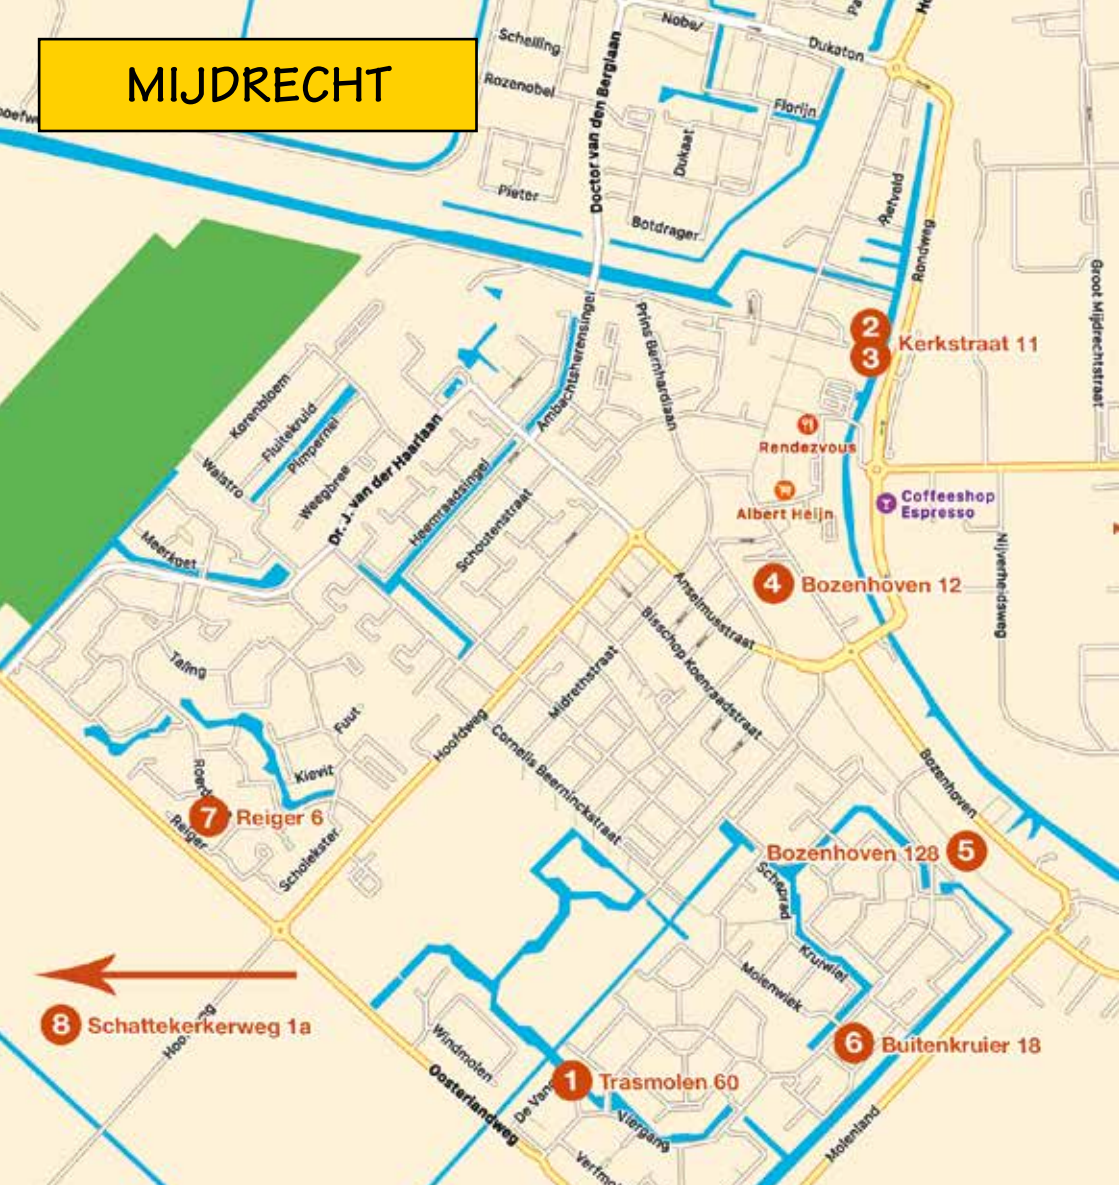 MIJDRECHT
Schelling
Rozenobel
Pieter
Doctor van den Berglaan
Dukaton
Florijn
Dukaat
Botdrager
Rietveld
Rondweg
Groot Mijdrechtstraat
Prins Bernhardlaan
Ambachtsherensingel
2
3
Kerkstraat 11
Rendezvous
Albert Heijn
Coffeeshop
Espresso
Korenbloem
Fluitekruid
Pimpernel
Walstro
Weegbree
Dr. J. van der Haarlaan
Heemraadsingel
Schoutenstraat
Meerkoet
Nijverheidsweg
4
Bozenhoven 12
Anselmusstraat
Bisschop Koenraadstraat
Midrethstraat
Taling
Fuut
Kievit
Hoofdweg
Cornelis Beerninckstraat
Bozenhoven
7
Reiger 6
Reiger
Scholekster
Bozenhoven 128
5
Scheprad
Kruiwiel
Molenwiek
8
Schattekerkerweg 1a
6
Buitenkruier 18
Windmolen
Oosterlandweg
1
Trasmolen 60
Viergang
Molenland